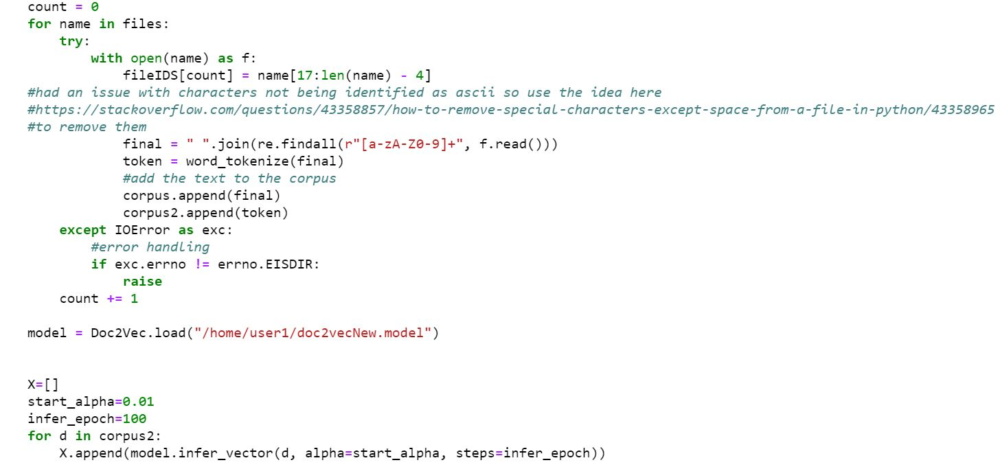 count = 0
for name in files:
    try:
        with open(name) as f:
            fileIDS[count] = name[17:len(name) - 4]
#had an issue with characters not being identified as ascii so use the idea here
#https://stackoverflow.com/questions/43358857/how-to-remove-special-characters-except-space-from-a-file-in-python/43358965
#to remove them
            final = " ".join(re.findall(r"[a-zA-Z0-9]+", f.read()))
            token = word_tokenize(final)
            #add the text to the corpus
            corpus.append(final)
            corpus2.append(token)
    except IOError as exc:
        #error handling
        if exc.errno != errno.EISDIR:
            raise
    count += 1

model = Doc2Vec.load("/home/user1/doc2vecNew.model")


X=[]
start_alpha=0.01
infer_epoch=100
for d in corpus2:
    X.append(model.infer_vector(d, alpha=start_alpha, steps=infer_epoch))